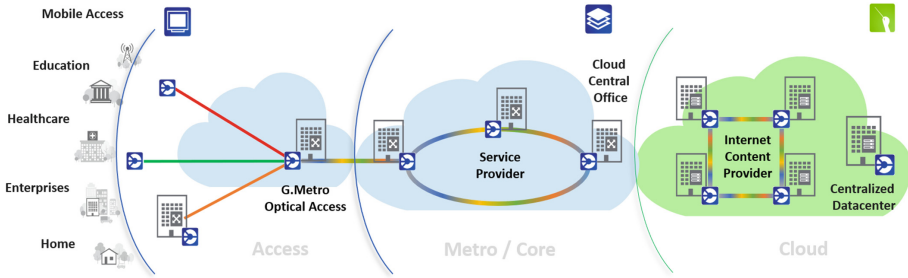 Mobile Access
Education
Healthcare
Enterprises
Home
G.Metro
Optical Access
Access
Service
Provider
Cloud
Central
Office
Metro / Core
Internet
Content
Provider
Centralized
Datacenter
Cloud